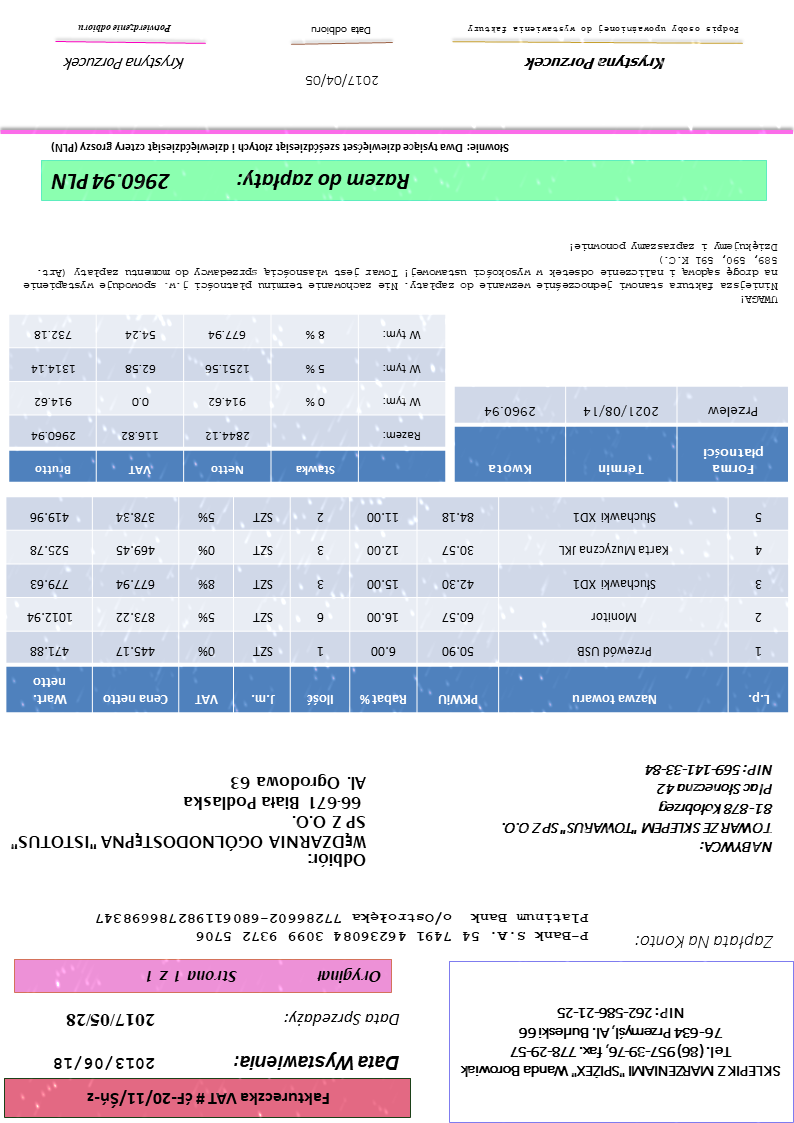 SKLEPIK Z MARZENIAMI "SPIŻEX" Wanda Borowiak
Tel. (86) 957-39-76, fax. 778-29-57
76-634 Przemyśl, Al. Burleski 66
NIP: 262-586-21-25
Faktureczka VAT # ćF-20/11/Śń-z
Data Wystawienia: 2013/06/18
Data Sprzedaży: 2017/05/28
Oryginał Strona 1 z 1
Zapłata Na Konto:
P-Bank S.A. 54 7491 46236084 3099 9372 5706
Platinum Bank o/Ostrołęka 77286602-680611982786698347
NABYWCA:
TOWAR ZE SKLEPEM "TOWARUS" SP Z O.O.
81-878 Kołobrzeg
Plac Słoneczna 42
NIP: 569-141-33-84
Odbiór:
WĘDZARNIA OGÓLNODOSTĘPNA "ISTOTUS"
SP Z O.O.
66-671 Biała Podlaska
Al. Ogrodowa 63
L.p. Nazwa towaru PKWiU Rabat % Ilość J.m. VAT Cena netto Wart. netto
1 Przewód USB 50.90 6.00 1 SZT 0% 445.17 471.88
2 Monitor 60.57 16.00 6 SZT 5% 873.22 1012.94
3 Słuchawki XD1 42.30 15.00 3 SZT 8% 677.94 779.63
4 Karta Muzyczna JKL 30.57 12.00 3 SZT 0% 469.45 525.78
5 Słuchawki XD1 84.18 11.00 2 SZT 5% 378.34 419.96
Forma płatności Termin Kwota
Przelew 2021/08/14 2960.94
Stawka Netto VAT Brutto
Razem: 2844.12 116.82 2960.94
W tym: 0 % 914.62 0.0 914.62
W tym: 5 % 1251.56 62.58 1314.14
W tym: 8 % 677.94 54.24 732.18
UWAGA!
Niniejsza faktura stanowi jednocześnie wezwanie do zapłaty. Nie zachowanie terminu płatności j.w. spowoduje wystąpienie
na drogę sądową i naliczenie odsetek w wysokości ustawowej! Towar jest własnością sprzedawcy do momentu zapłaty (Art.
589, 590, 591 K.C.)
Dziękujemy i zapraszamy ponownie!
Razem do zapłaty: 2960.94 PLN
Słownie: Dwa tysiące dziewięćset sześćdziesiąt złotych i dziewięćdziesiąt cztery groszy (PLN)
Krystyna Porzucek
Podpis osoby upoważnionej do wystawienia faktury
2017/04/05
Data odbioru
Krystyna Porzucek
Potwierdzenie odbioru